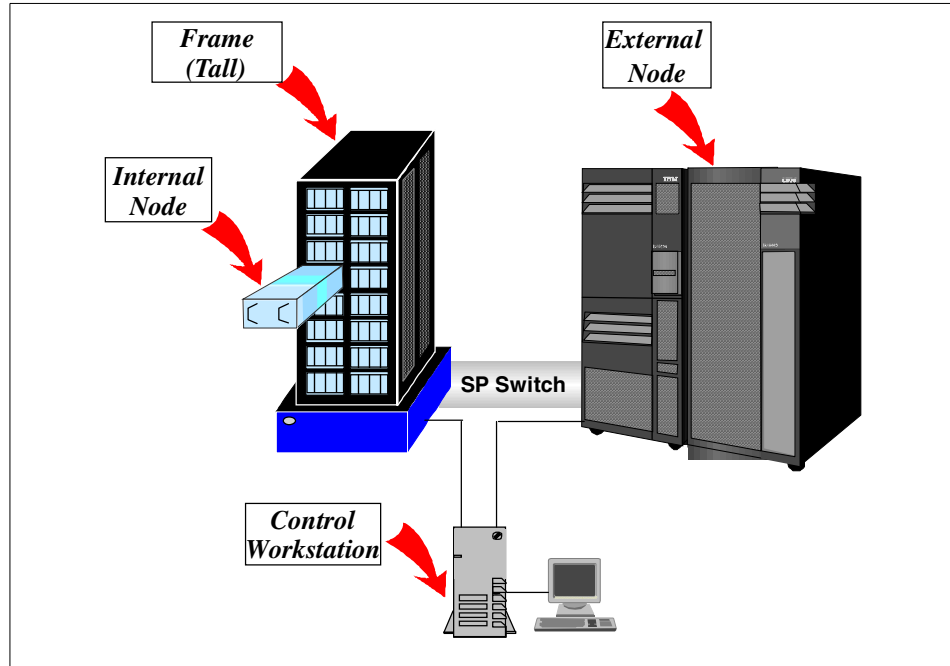 Frame
(Tall)
External
Node
Internal
Node
SP Switch
Control
Workstation